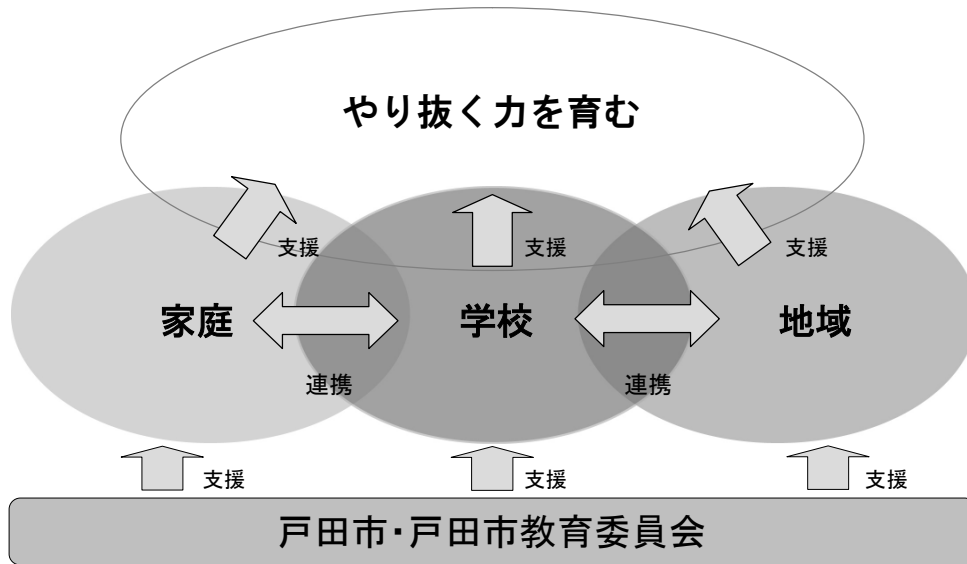 やり抜く力を育む
支援
支援
支援
家庭
学校
地域
連携
連携
支援
支援
支援
戸田市・戸田市教育委員会